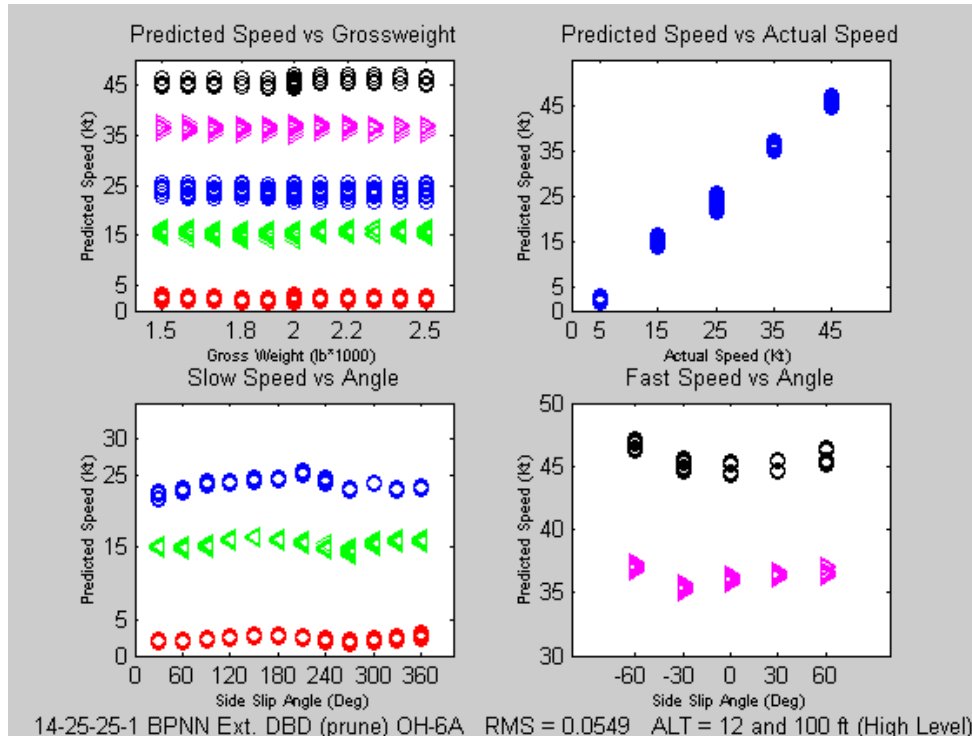 Predicted Speed vs Grossweight
Predicted Speed (Kt)
45
35
25
15
5
0
1.5 1.8 2 2.2 2.5
Gross Weight (lb*1000)
Predicted Speed vs Actual Speed
Predicted Speed (Kt)
45
35
25
15
5
0
0 5 15 25 35 45
Actual Speed (Kt)
Slow Speed vs Angle
Predicted Speed (Kt)
30
25
15
5
0
0 60 120 180 240 300 360
Side Slip Angle (Deg)
Fast Speed vs Angle
Predicted Speed (Kt)
50
45
40
35
30
-60 -30 0 30 60
Side Slip Angle (Deg)
14-25-25-1 BPNN Ext. DBD (prune) OH-6A RMS = 0.0549 ALT = 12 and 100 ft (High Level)